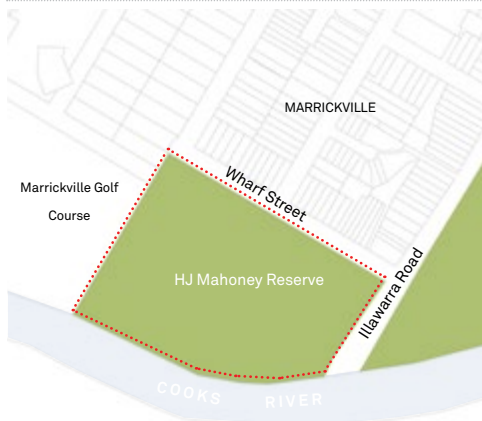 MARRICKVILLE
Wharf Street
Marrickville Golf
Course
Illawarra Road
HJ Mahoney Reserve
COOKS RIVER